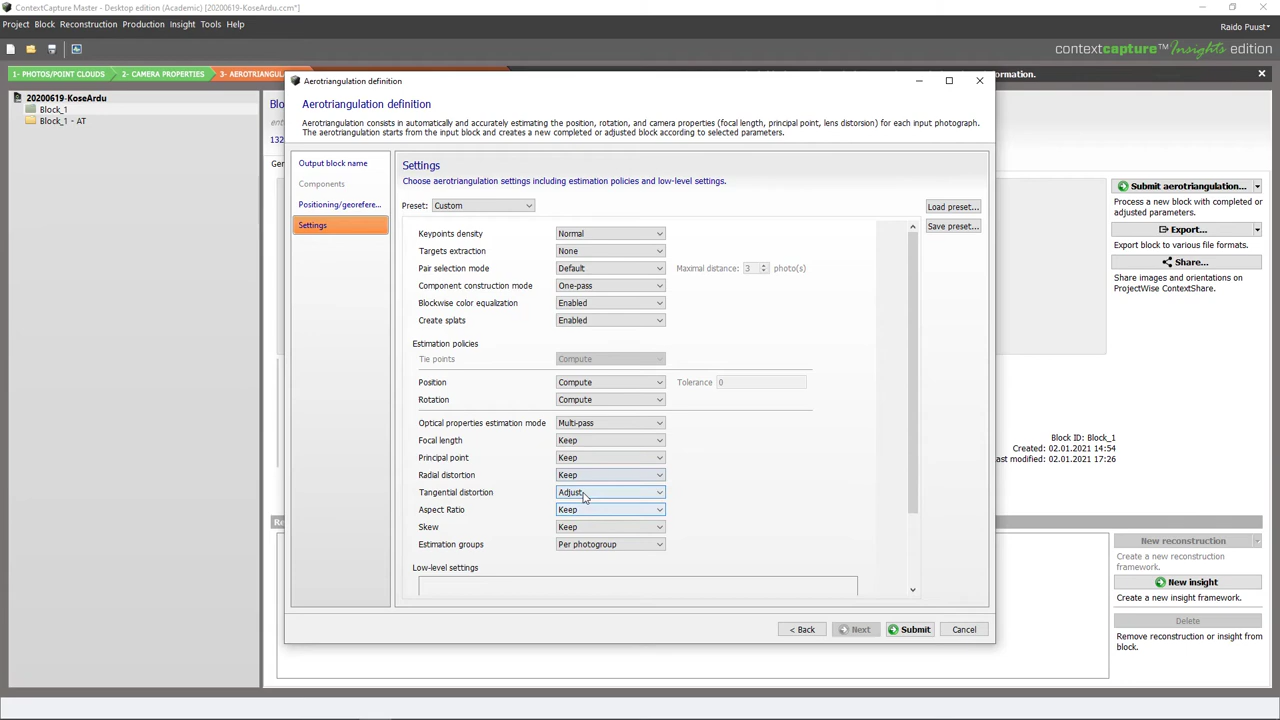 ContextCapture Master - Desktop edition (Academic) - [20200619-KoseArdu.ccm*]
Project Block Reconstruction Production Insight Tools Help
Raido Puust
contextcapture™ Insights edition
1- PHOTOS/POINT CLOUDS 2- CAMERA PROPERTIES 3- AEROTRIANGUL
ormation.
20200619-KoseArdu
Block_1
Block_1 - AT
Aerotriangulation definition
Aerotriangulation definition
Aerotriangulation consists in automatically and accurately estimating the position, rotation, and camera properties (focal length, principal point, lens distorsion) for each input photograph.
The aerotriangulation starts from the input block and creates a new completed or adjusted block according to selected parameters.
Output block name
Components
Positioning/georefere...
Settings
Settings
Choose aerotriangulation settings including estimation policies and low-level settings.
Preset: Custom
Load preset...
Save preset...
Keypoints density Normal
Targets extraction None
Pair selection mode Default Maximal distance: 3 photo(s)
Component construction mode One-pass
Blockwise color equalization Enabled
Create splats Enabled
Estimation policies
Tie points Compute
Position Compute Tolerance 0
Rotation Compute
Optical properties estimation mode Multi-pass
Focal length Keep
Principal point Keep
Radial distortion Keep
Tangential distortion Adjust
Aspect Ratio Keep
Skew Keep
Estimation groups Per photogroup
Low-level settings
< Back Next Submit Cancel
Submit aerotriangulation...
Process a new block with completed or
adjusted parameters.
Export...
Export block to various file formats.
Share...
Share images and orientations on
ProjectWise ContextShare.
Block ID: Block_1
Created: 02.01.2021 14:54
ast modified: 02.01.2021 17:26
New reconstruction
Create a new reconstruction
framework.
New insight
Create a new insight framework.
Delete
Remove reconstruction or insight from
block.